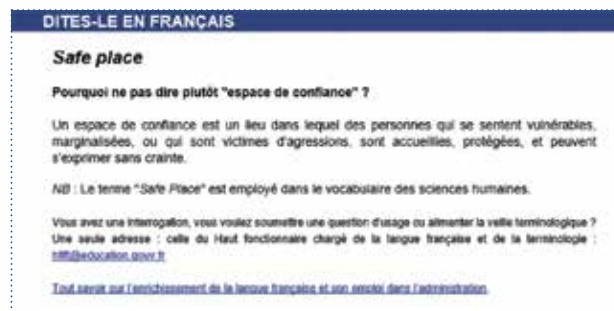 DITES-LE EN FRANÇAIS
Safe place
Pourquoi ne pas dire plutôt "espace de confiance" ?
Un espace de confiance est un lieu dans lequel des personnes qui se sentent vulnérables,
marginalisées, ou qui sont victimes d'agressions, sont accueillies, protégées, et peuvent
s'exprimer sans crainte.
NB : Le terme "Safe Place" est employé dans le vocabulaire des sciences humaines.
Vous avez une interrogation, vous voulez soumettre une question d'usage ou alimenter la veille terminologique ?
Une seule adresse : celle du Haut fonctionnaire chargé de la langue française et de la terminologie :
hflf@education.gouv.fr
Tout savoir sur l'enrichissement de la langue française et son emploi dans l'administration